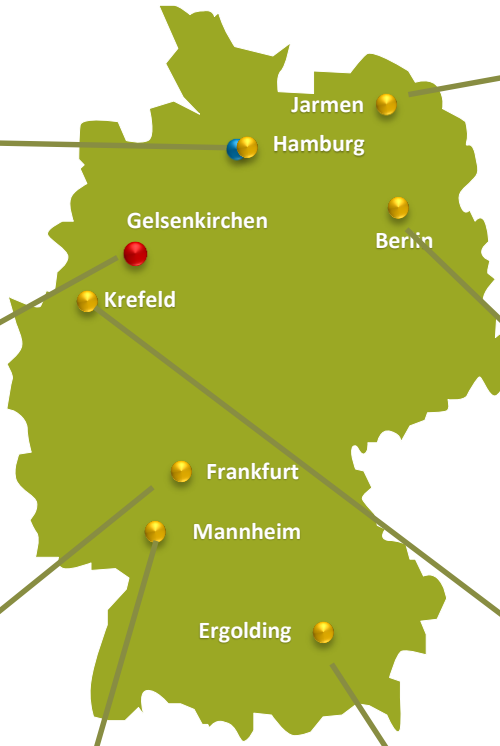 Jarmen
Hamburg
Gelsenkirchen
Berlin
Krefeld
Frankfurt
Mannheim
Ergolding